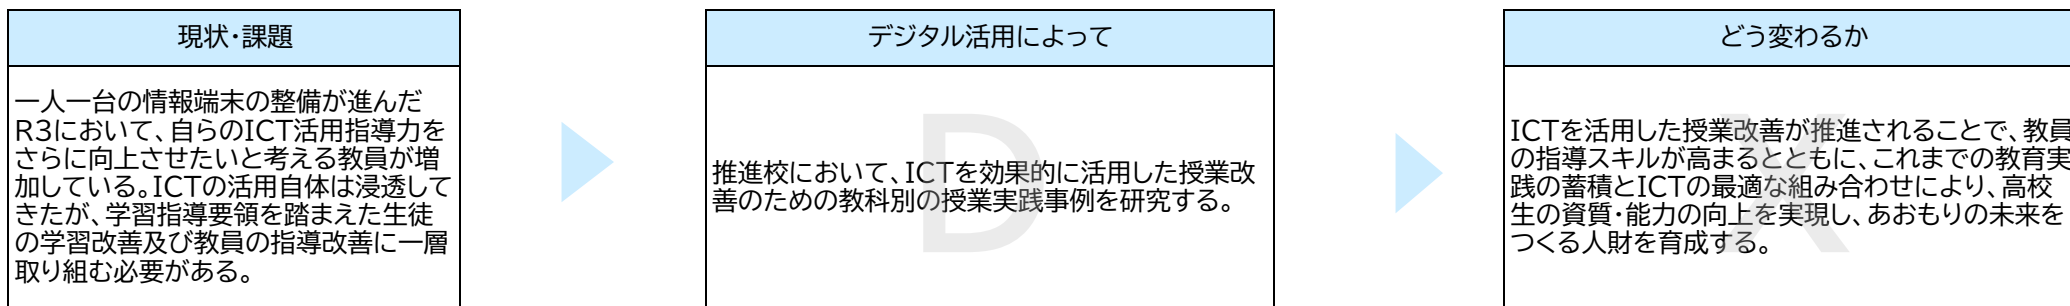 現状・課題
一人一台の情報端末の整備が進んだ
R3において、自らのICT活用指導力を
さらに向上させたいと考える教員が増
加している。ICTの活用自体は浸透して
きたが、学習指導要領を踏まえた生徒
の学習改善及び教員の指導改善に一層
取り組む必要がある。
デジタル活用によって
D
推進校において、ICTを効果的に活用した授業改
善のための教科別の授業実践事例を研究する。
どう変わるか
X
ICTを活用した授業改善が推進されることで、教員
の指導スキルが高まるとともに、これまでの教育実
践の蓄積とICTの最適な組み合わせにより、高校
生の資質・能力の向上を実現し、あおもりの未来を
つくる人財を育成する。